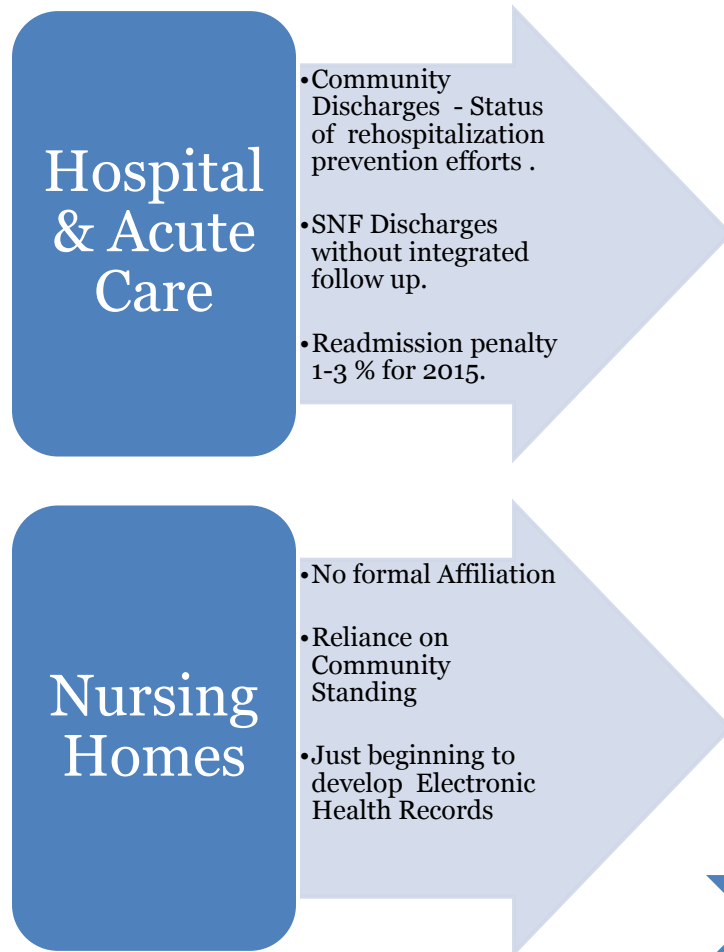 Hospital
& Acute
Care
•Community
Discharges - Status
of rehospitalization
prevention efforts .
•SNF Discharges
without integrated
follow up.
•Readmission penalty
1-3 % for 2015.
Nursing
Homes
•No formal Affiliation
•Reliance on
Community
Standing
•Just beginning to
develop Electronic
Health Records